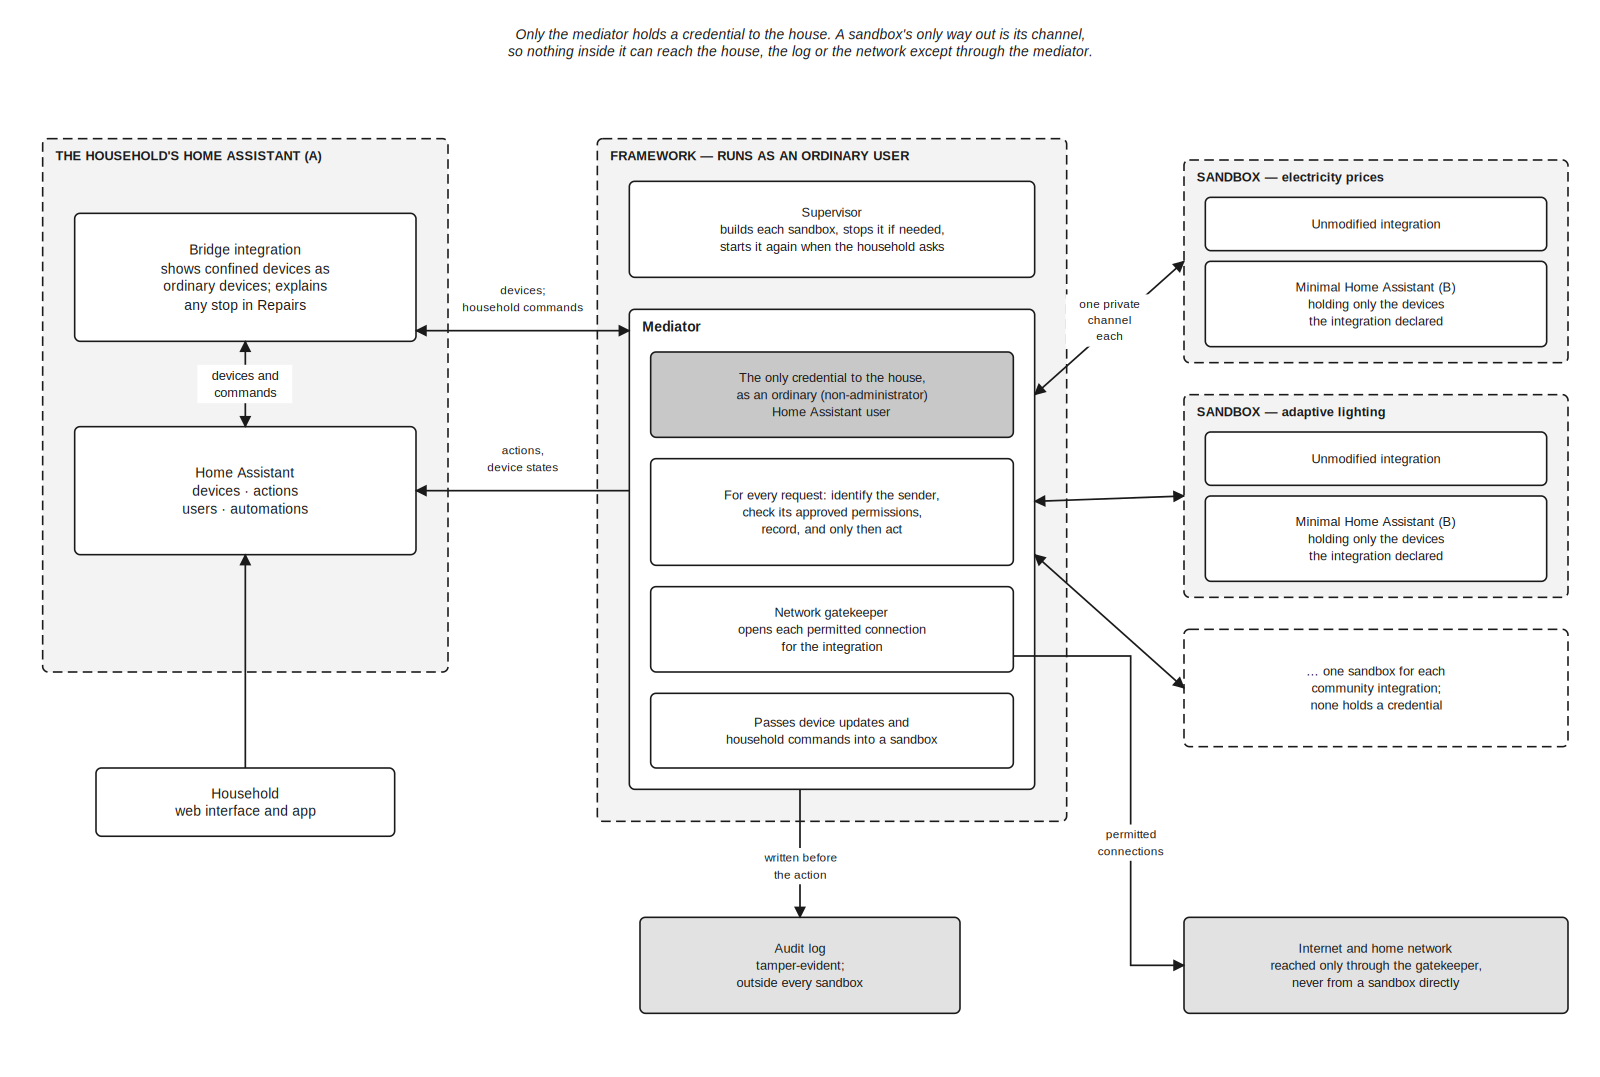 Only the mediator holds a credential to the house. A sandbox's only way out is its channel,
so nothing inside it can reach the house, the log or the network except through the mediator.
THE HOUSEHOLD'S HOME ASSISTANT (A)
Bridge integration
shows confined devices as
ordinary devices; explains
any stop in Repairs
devices and
commands
Home Assistant
devices · actions
users · automations
Household
web interface and app
devices;
household commands
actions,
device states
FRAMEWORK — RUNS AS AN ORDINARY USER
Supervisor
builds each sandbox, stops it if needed,
starts it again when the household asks
Mediator
The only credential to the house,
as an ordinary (non-administrator)
Home Assistant user
For every request: identify the sender,
check its approved permissions,
record, and only then act
Network gatekeeper
opens each permitted connection
for the integration
Passes device updates and
household commands into a sandbox
written before
the action
Audit log
tamper-evident;
outside every sandbox
one private
channel
each
SANDBOX — electricity prices
Unmodified integration
Minimal Home Assistant (B)
holding only the devices
the integration declared
SANDBOX — adaptive lighting
Unmodified integration
Minimal Home Assistant (B)
holding only the devices
the integration declared
… one sandbox for each
community integration;
none holds a credential
permitted
connections
Internet and home network
reached only through the gatekeeper,
never from a sandbox directly